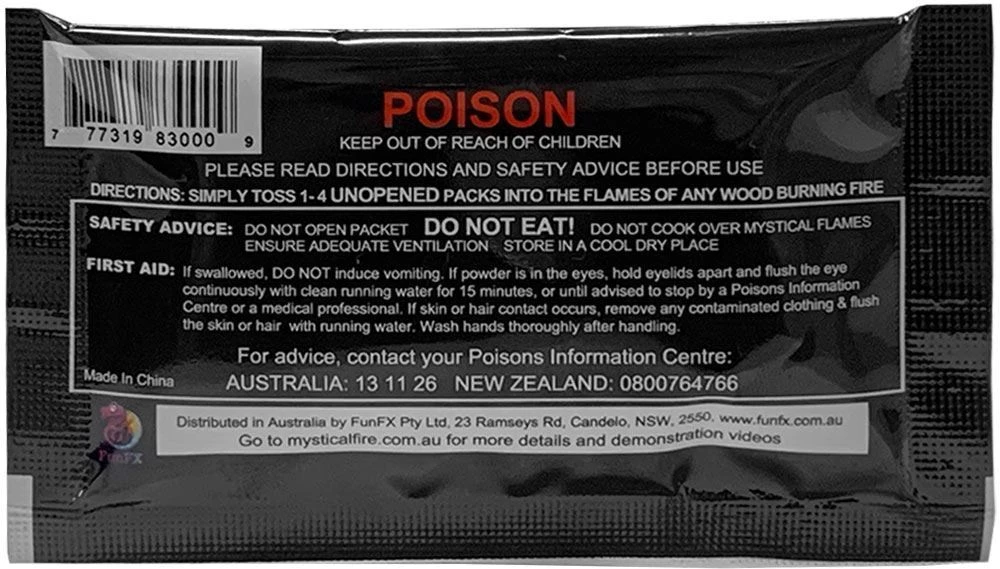 7 77319 83000 9
POISON
KEEP OUT OF REACH OF CHILDREN
PLEASE READ DIRECTIONS AND SAFETY ADVICE BEFORE USE
DIRECTIONS: SIMPLY TOSS 1-4 UNOPENED PACKS INTO THE FLAMES OF ANY WOOD BURNING FIRE
SAFETY ADVICE: DO NOT OPEN PACKET DO NOT EAT! DO NOT COOK OVER MYSTICAL FLAMES
ENSURE ADEQUATE VENTILATION STORE IN A COOL DRY PLACE
FIRST AID: If swallowed, DO NOT induce vomiting. If powder is in the eyes, hold eyelids apart and flush the eye
continuously with clean running water for 15 minutes, or until advised to stop by a Poisons Information
Centre or a medical professional. If skin or hair contact occurs, remove any contaminated clothing & flush
the skin or hair with running water. Wash hands thoroughly after handling.
For advice, contact your Poisons Information Centre:
Made In China
AUSTRALIA: 13 11 26 NEW ZEALAND: 0800764766
FunFX
Distributed in Australia by FunFX Pty Ltd, 23 Ramseys Rd, Candelo, NSW, 2550. www.funfx.com.au
Go to mysticalfire.com.au for more details and demonstration videos